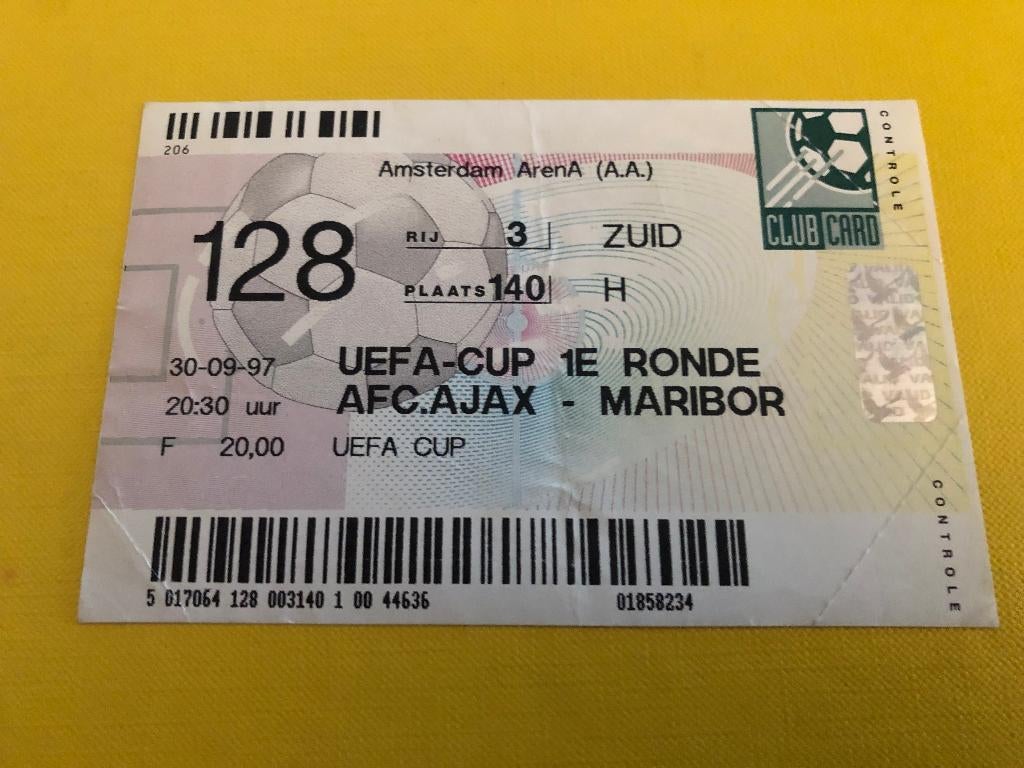 206
Amsterdam ArenA (A.A.)
CLUB CARD
CONTROLE
128 RIJ 3 ZUID
PLAATS 140 H
30-09-97 UEFA-CUP 1E RONDE
20:30 uur AFC.AJAX - MARIBOR
F 20,00 UEFA CUP
VALID
CONTROLE
5 017064 128 003140 1 00 44636 01858234